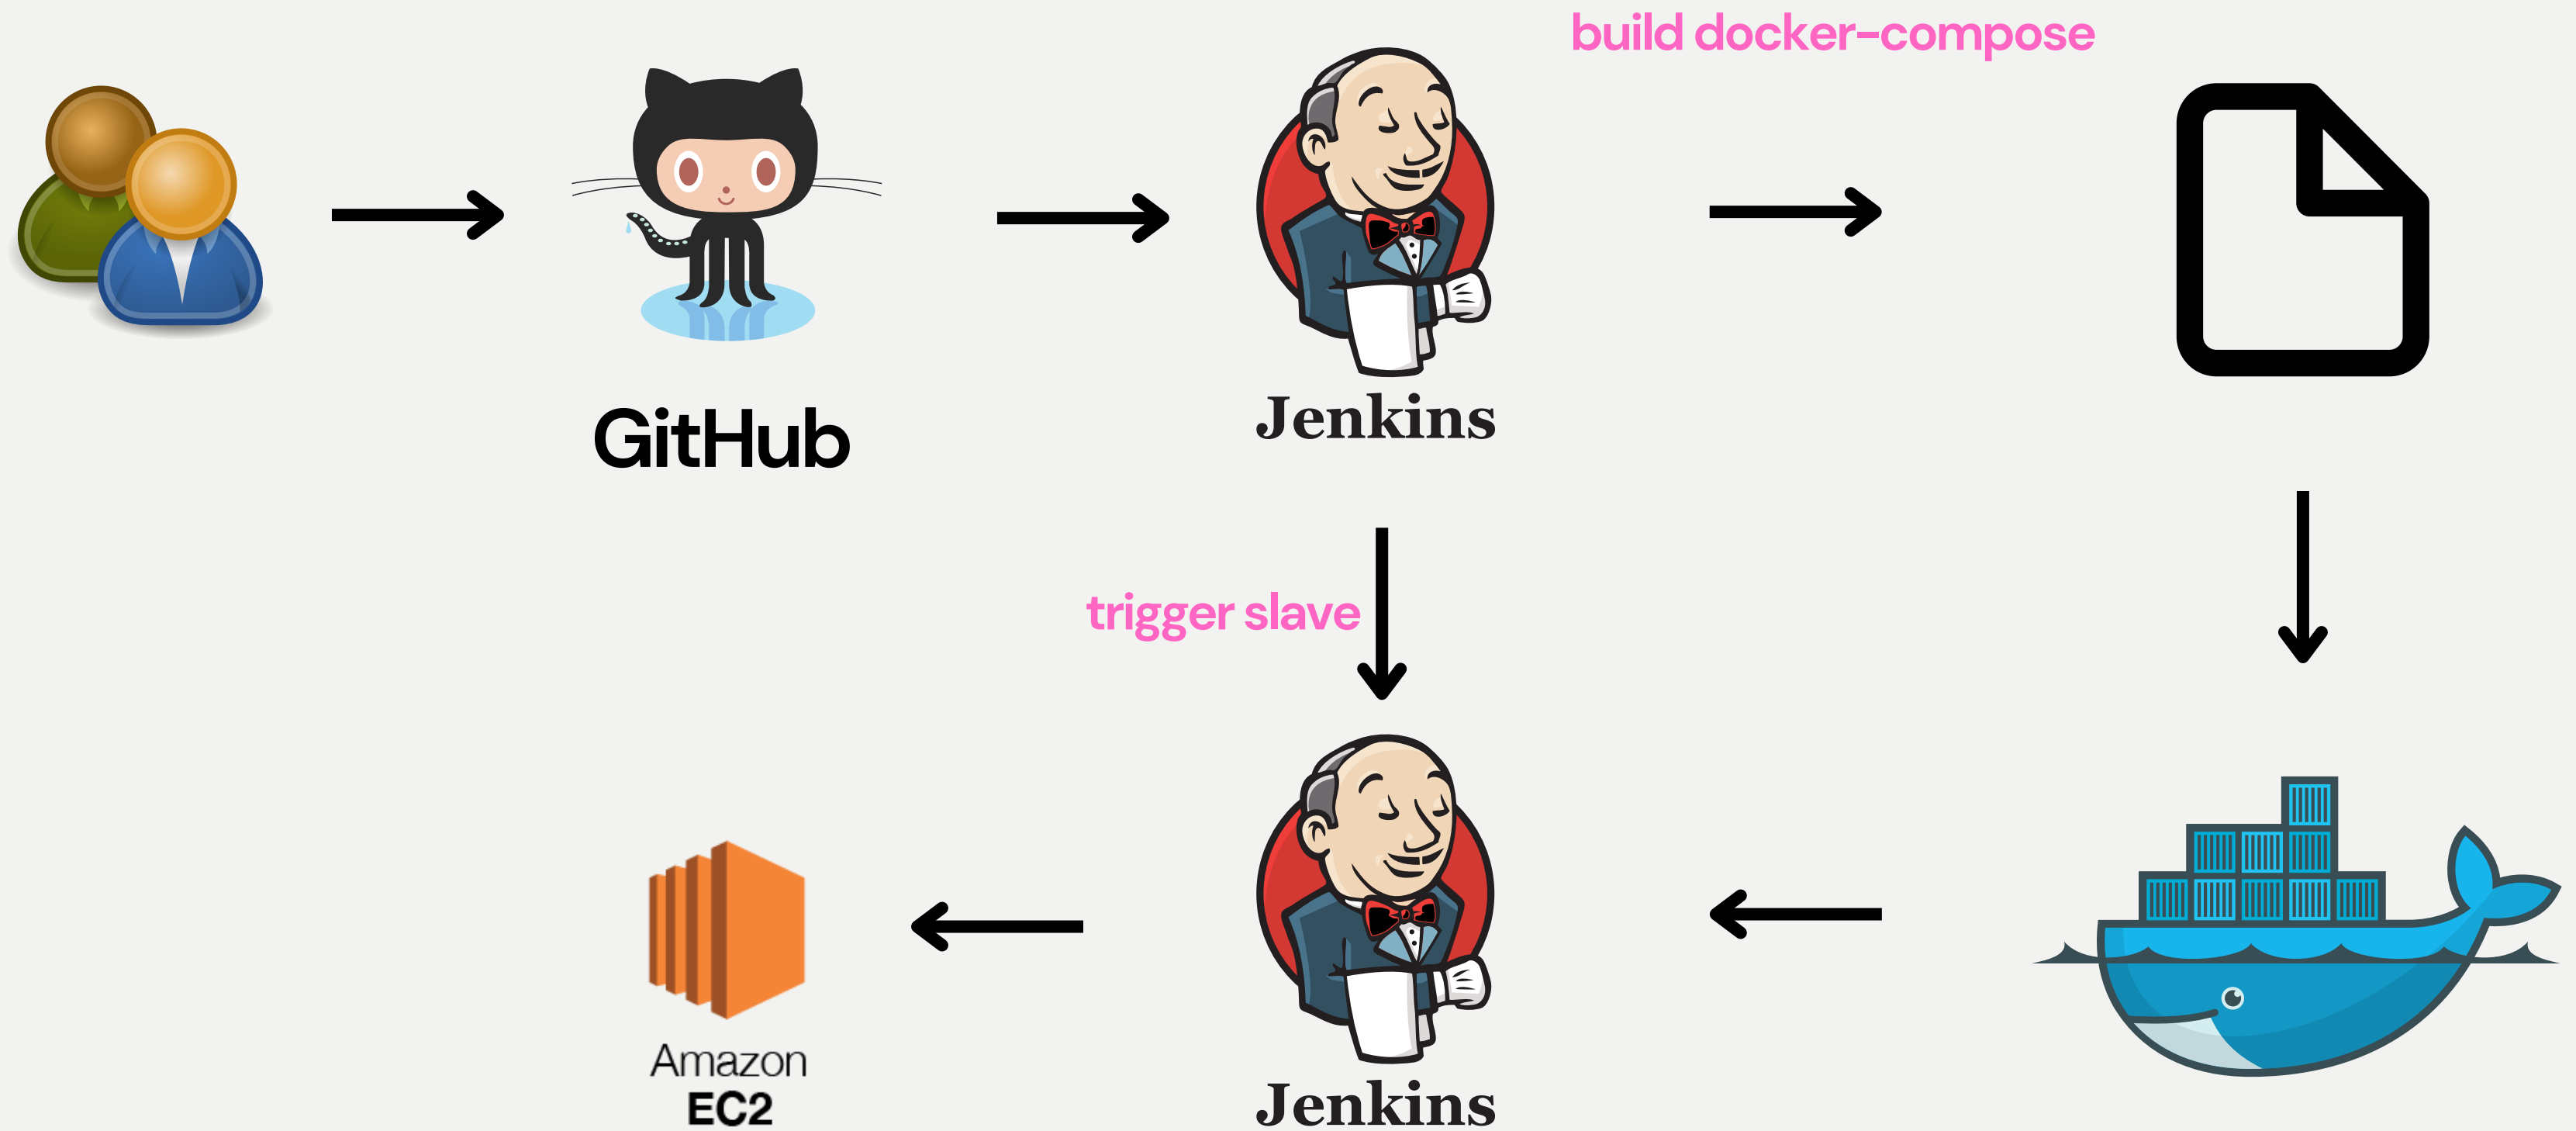 build docker-compose
GitHub
Jenkins
trigger slave
Amazon
EC2
Jenkins